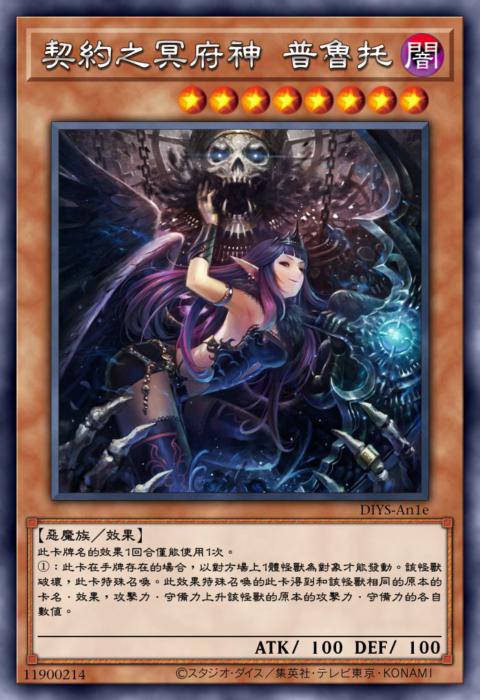 契約之冥府神 普魯托 闇
DIYS-An1e
【惡魔族／效果】
此卡牌名的效果1回合僅能使用1次。
①：此卡在手牌存在的場合，以對方場上1體怪獸為對象才能發動。該怪獸
破壞，此卡特殊召喚。此效果特殊召喚的此卡得到和該怪獸相同的原本的
卡名·效果，攻擊力·守備力上升該怪獸的原本的攻擊力·守備力的各自
數值。
ATK/ 100 DEF/ 100
11900214 ©スタジオ・ダイス／集英社・テレビ東京・KONAMI